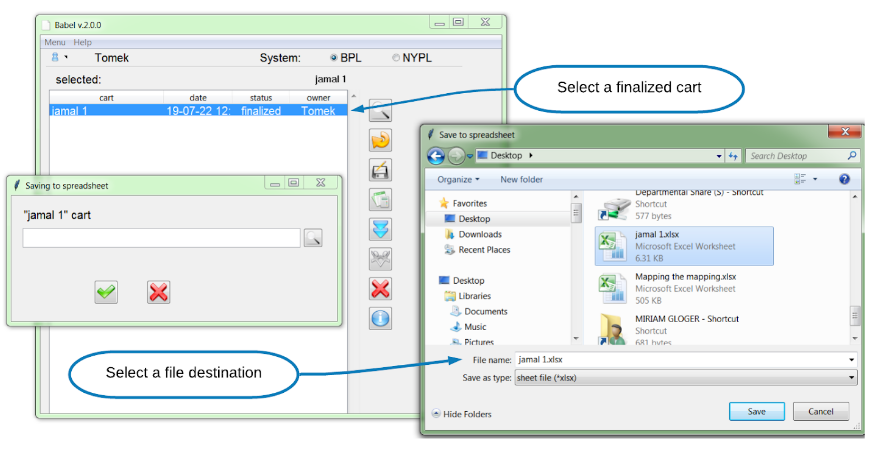 Babel v.2.0.0
Menu Help
Tomek System: BPL NYPL
selected: jamal 1
cart date status owner
jamal 1 19-07-22 12: finalized Tomek
Select a finalized cart
Saving to spreadsheet
"jamal 1" cart
Select a file destination
Save to spreadsheet
Desktop
Search Desktop
Organize New folder
Favorites
Desktop
Downloads
Recent Places
Desktop
Libraries
Documents
Music
Pictures
Departmental Share (S) - Shortcut
Shortcut
577 bytes
jamal 1.xlsx
Microsoft Excel Worksheet
6.31 KB
Mapping the mapping.xlsx
Microsoft Excel Worksheet
505 KB
MIRIAM GLOGER - Shortcut
Shortcut
681 bytes
File name: jamal 1.xlsx
Save as type: sheet file (*xlsx)
Hide Folders
Save Cancel